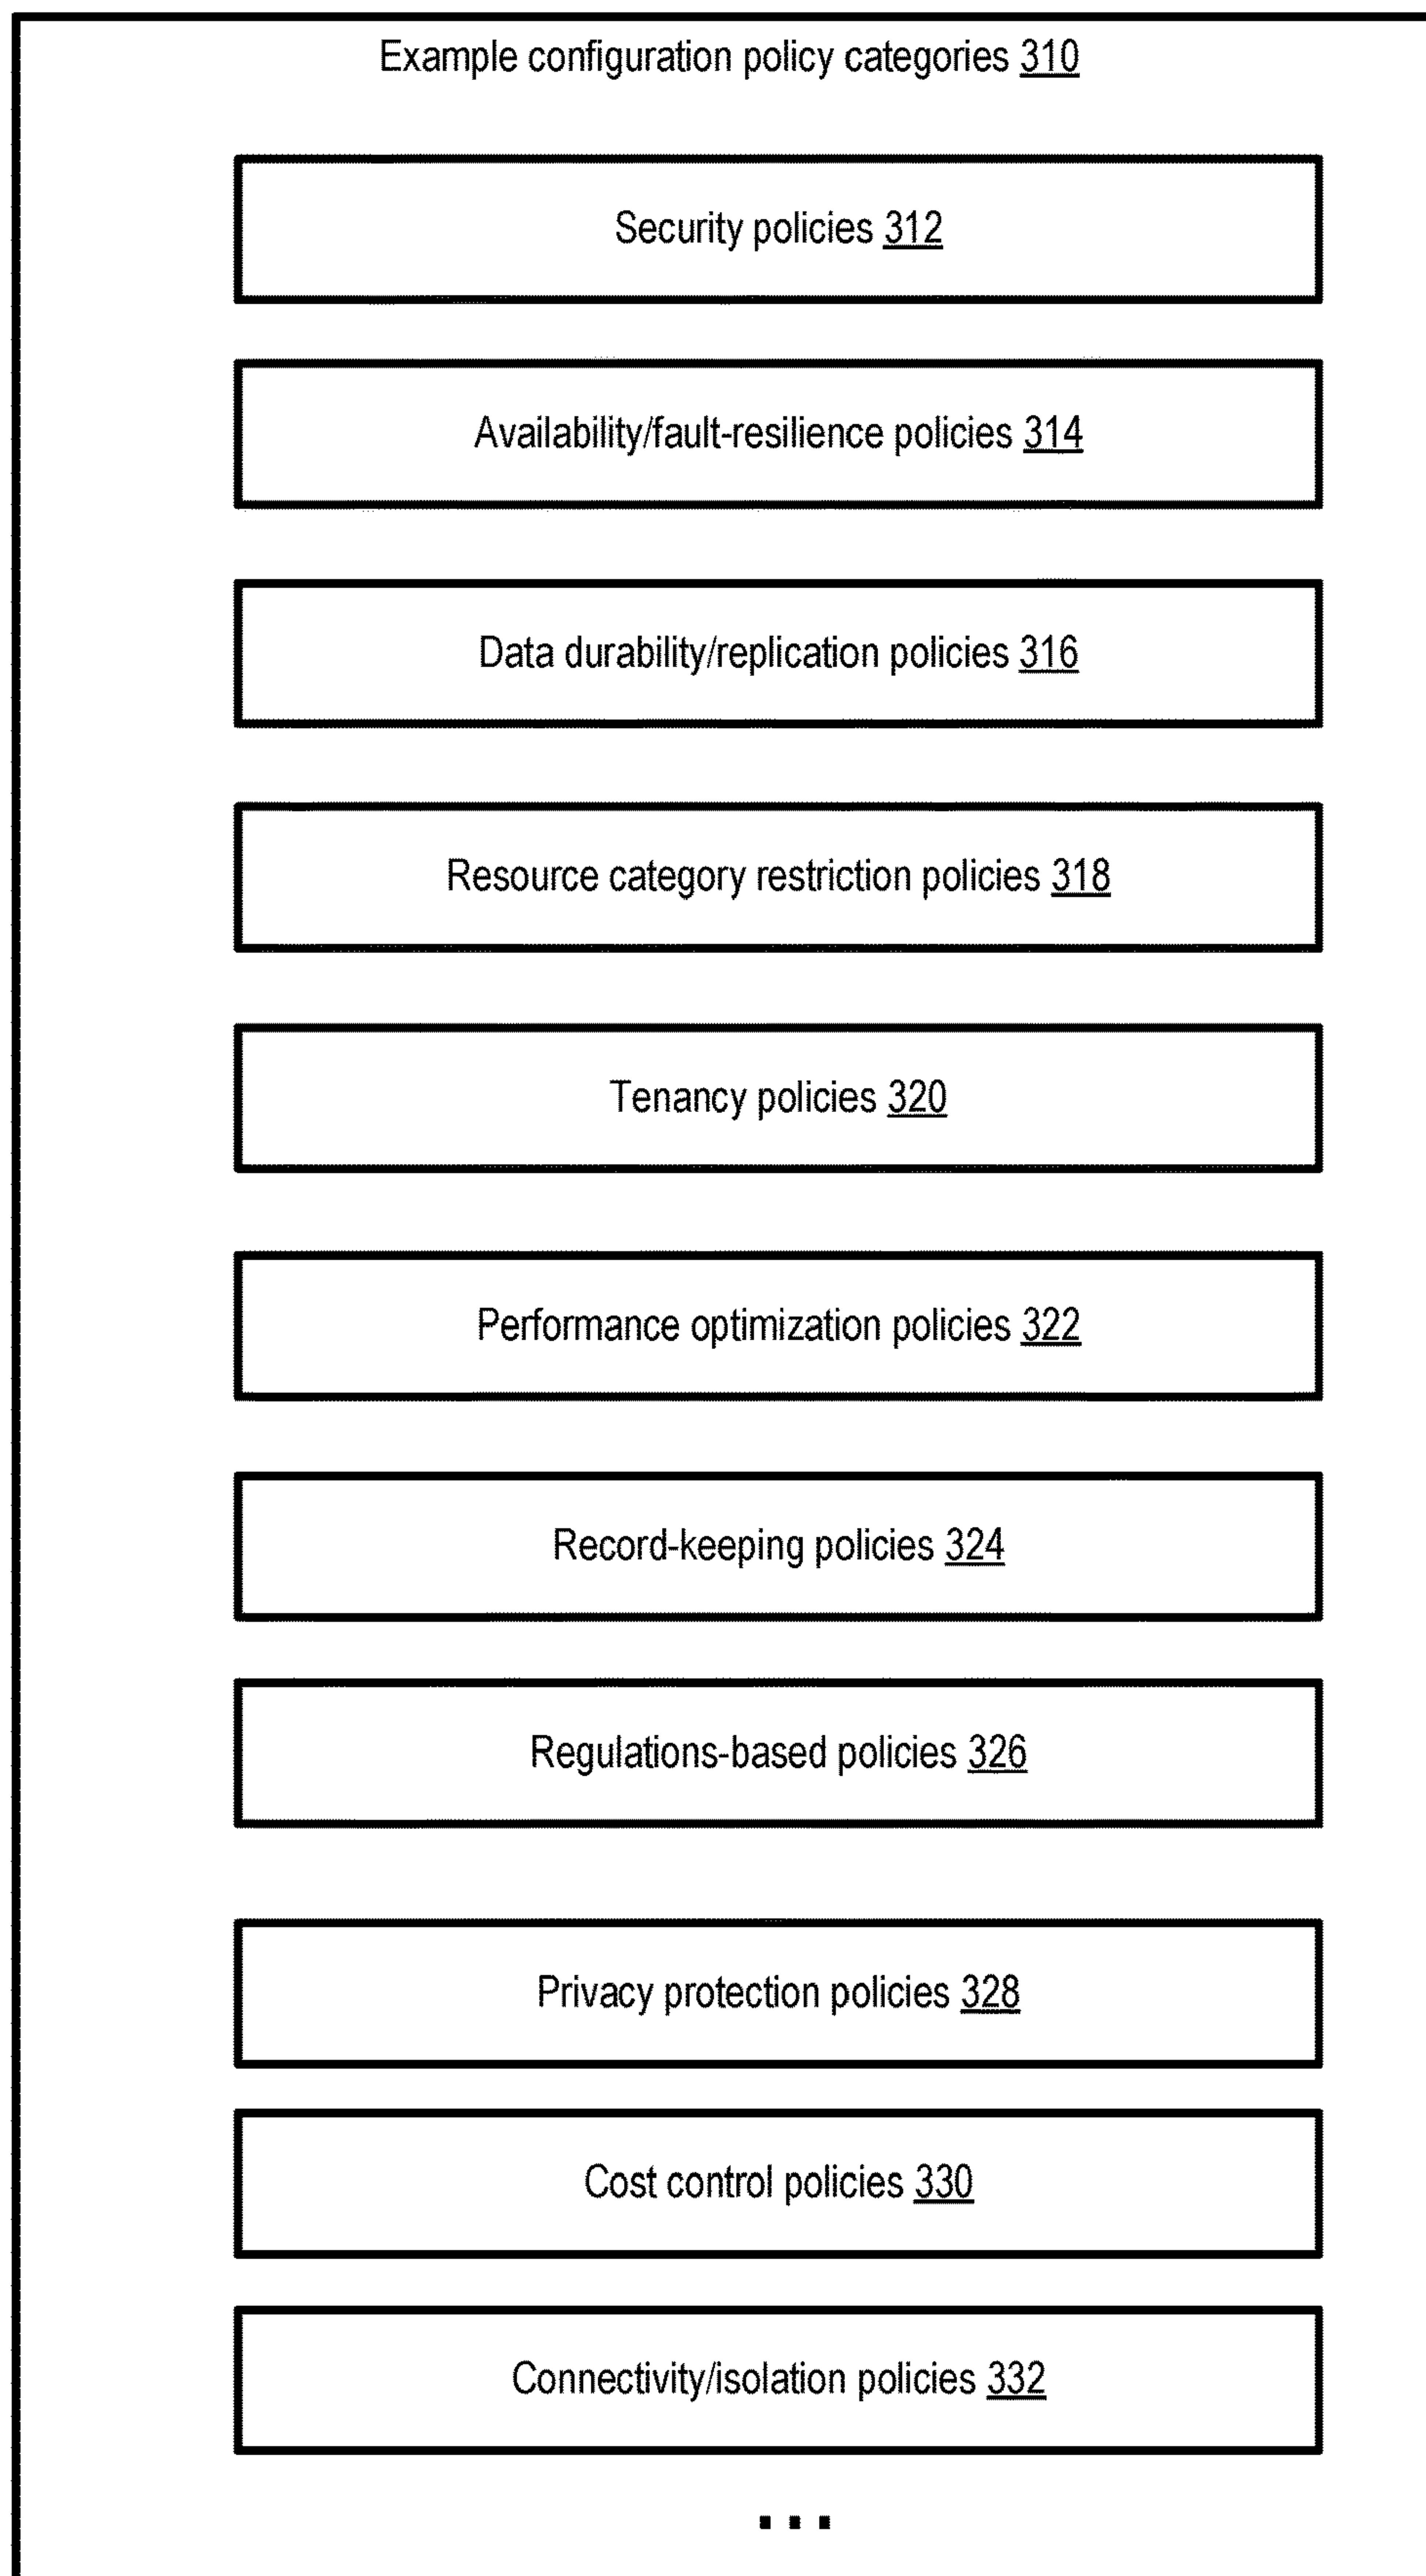 Example configuration policy categories 310
Security policies 312
Availability/fault-resilience policies 314
Data durability/replication policies 316
Resource category restriction policies 318
Tenancy policies 320
Performance optimization policies 322
Record-keeping policies 324
Regulations-based policies 326
Privacy protection policies 328
Cost control policies 330
Connectivity/isolation policies 332
...